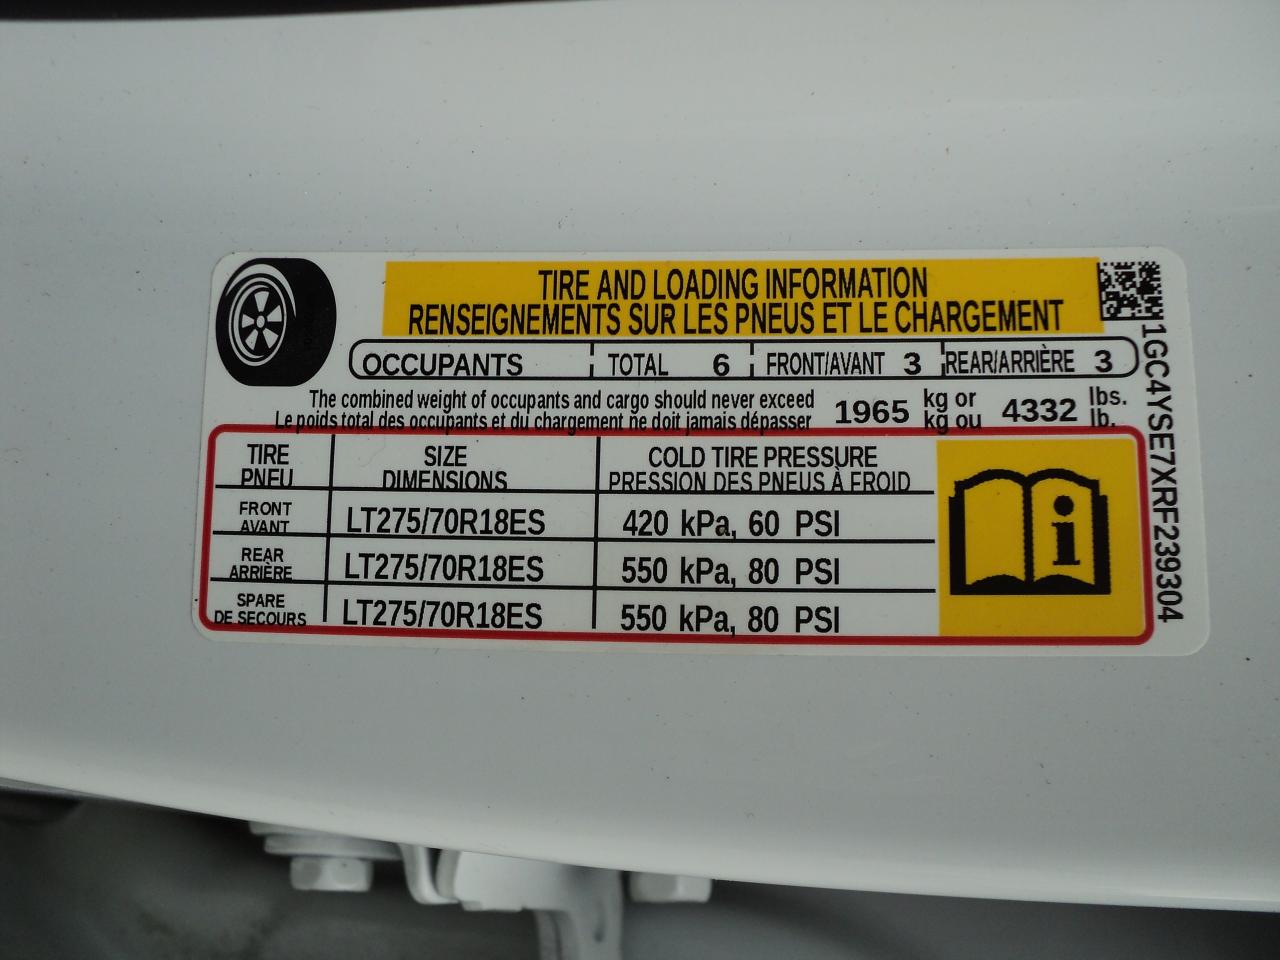 TIRE AND LOADING INFORMATION
RENSEIGNEMENTS SUR LES PNEUS ET LE CHARGEMENT
OCCUPANTS TOTAL 6 FRONT/AVANT 3 REAR/ARRIÈRE 3
The combined weight of occupants and cargo should never exceed 1965 kg or 4332 lbs.
Le poids total des occupants et du chargement ne doit jamais dépasser kg ou lb.
TIRE SIZE COLD TIRE PRESSURE
PNEU DIMENSIONS PRESSION DES PNEUS À FROID
FRONT
AVANT LT275/70R18ES 420 kPa, 60 PSI
REAR
ARRIÈRE LT275/70R18ES 550 kPa, 80 PSI
SPARE
DE SECOURS LT275/70R18ES 550 kPa, 80 PSI
i
1GC4YSE7XRF239304